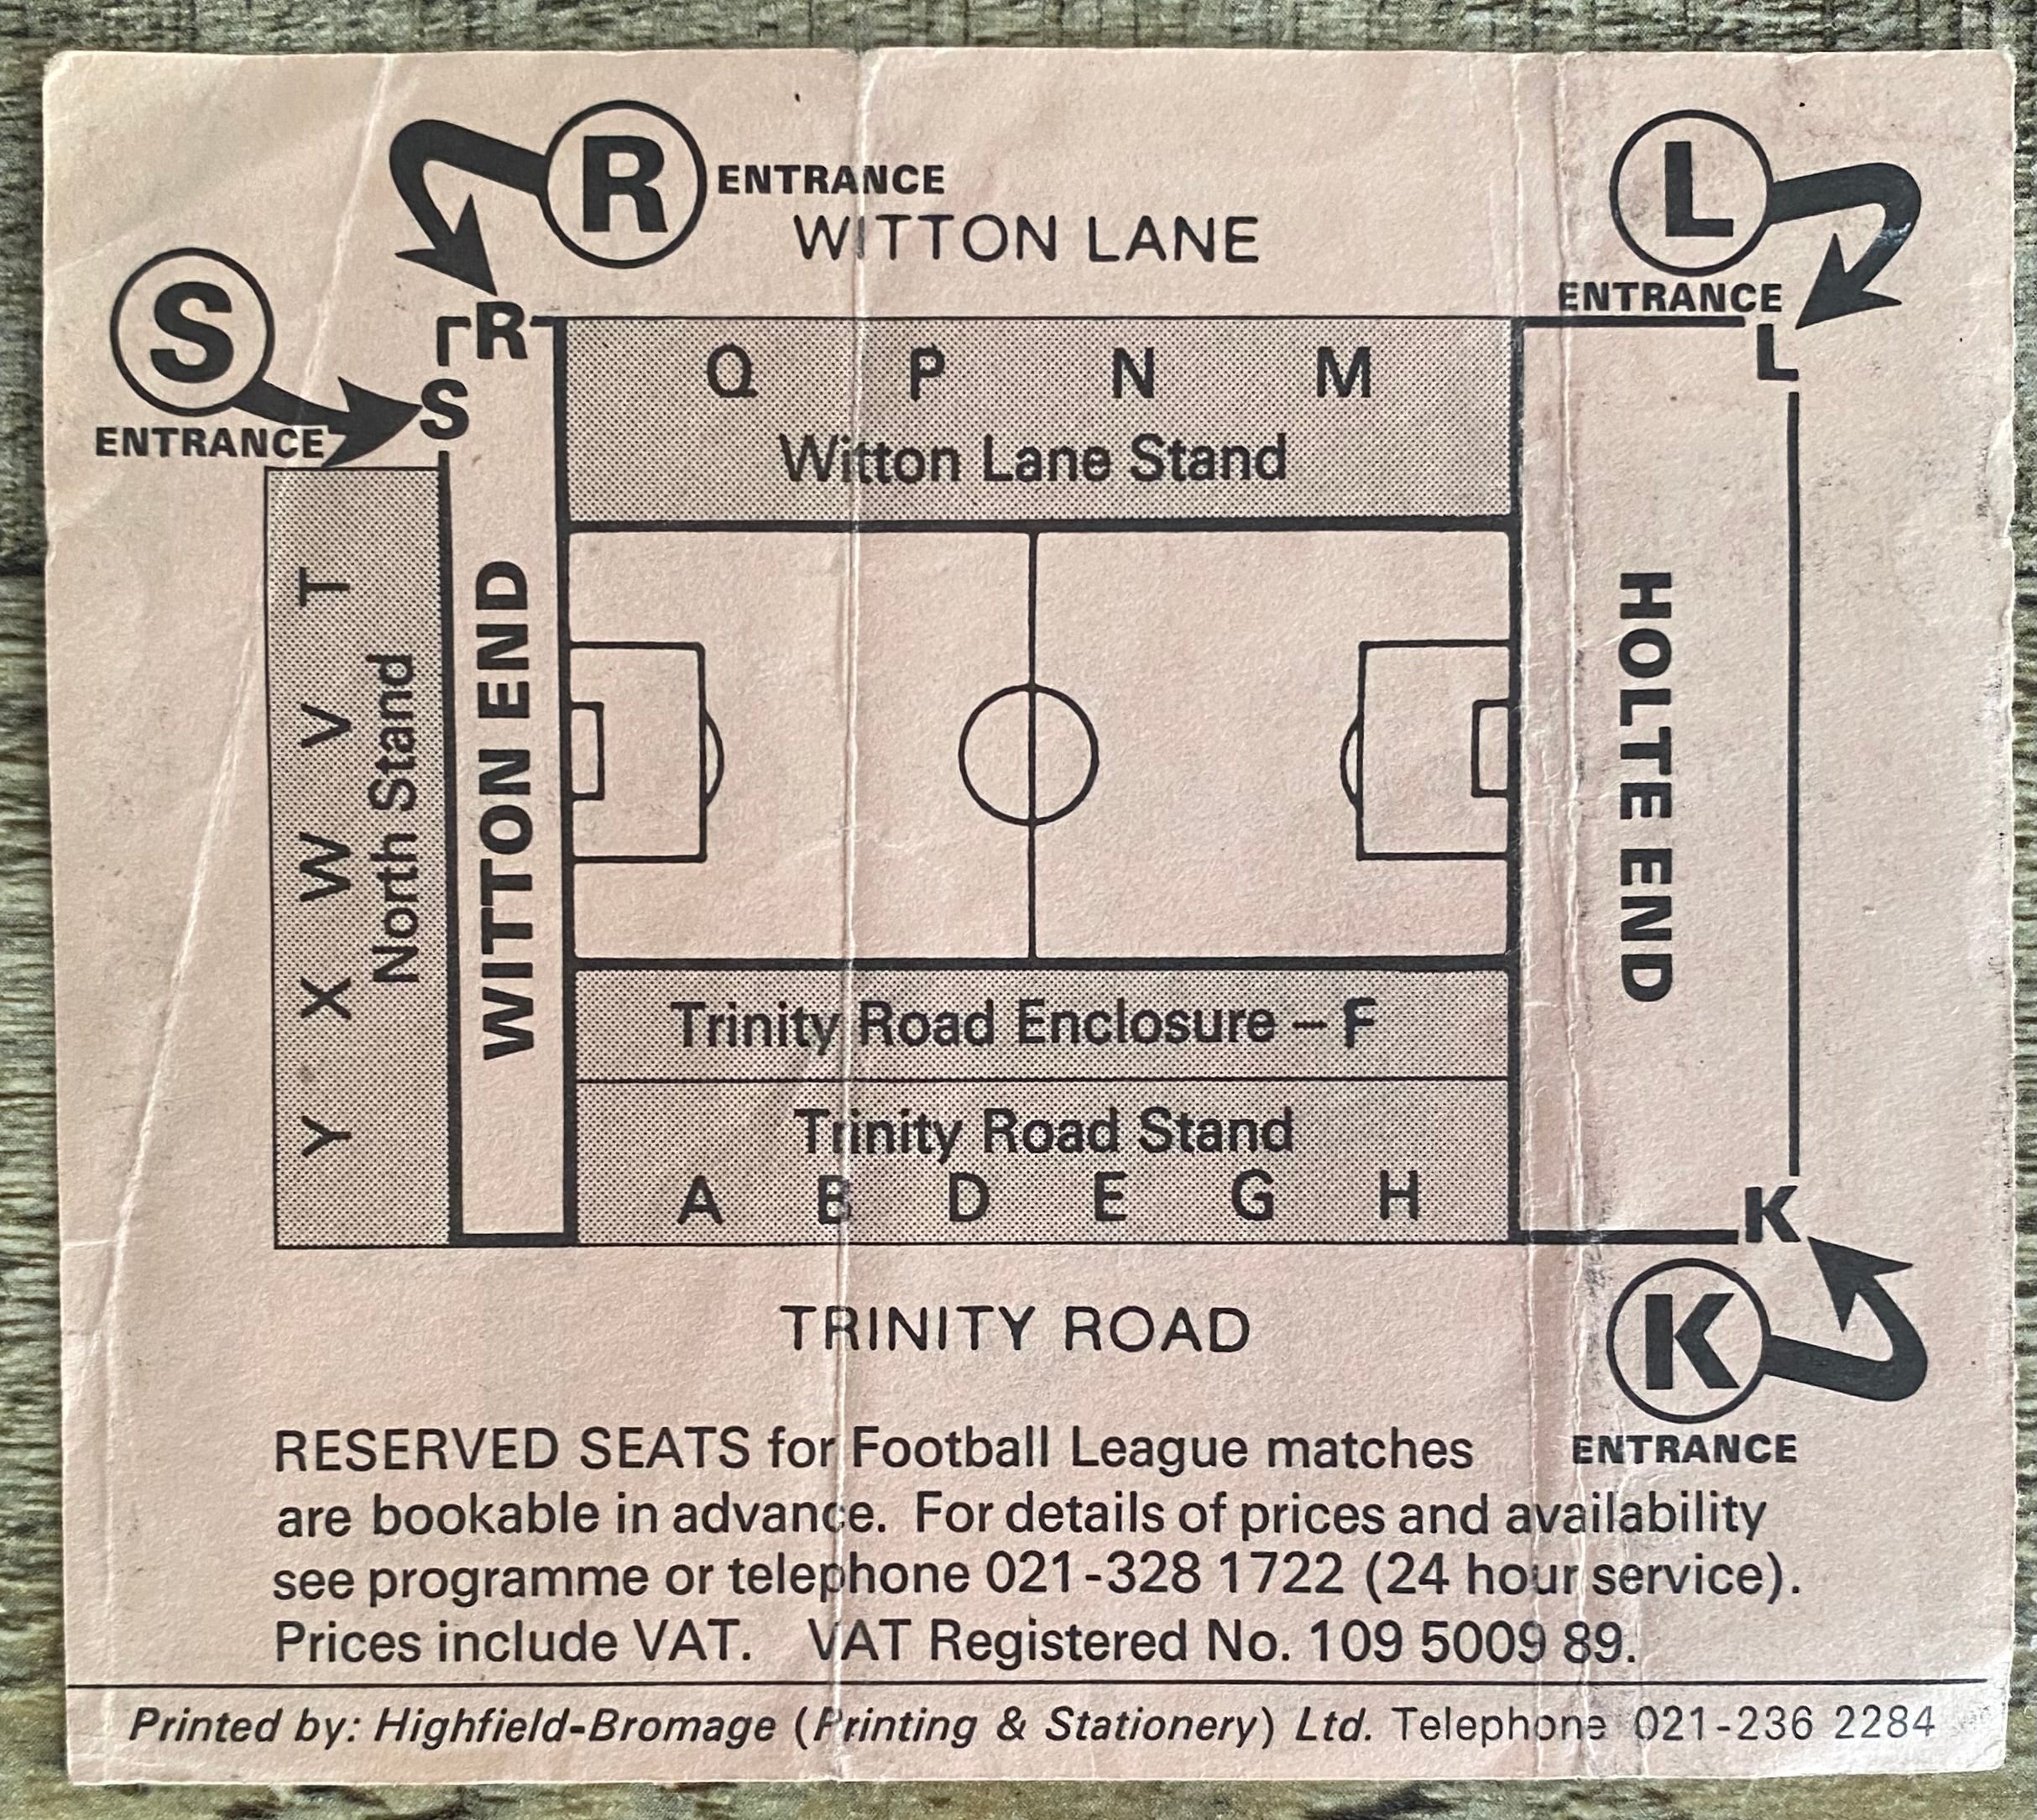 R ENTRANCE
WITTON LANE
L
ENTRANCE
S
ENTRANCE
R
S
L
Q P N M
Witton Lane Stand
T V W X Y
North Stand
WITTON END
HOLTE END
Trinity Road Enclosure – F
Trinity Road Stand
A B D E G H
K
TRINITY ROAD
K
ENTRANCE
RESERVED SEATS for Football League matches
are bookable in advance. For details of prices and availability
see programme or telephone 021-328 1722 (24 hour service).
Prices include VAT. VAT Registered No. 109 5009 89.
Printed by: Highfield-Bromage (Printing & Stationery) Ltd. Telephone 021-236 2284